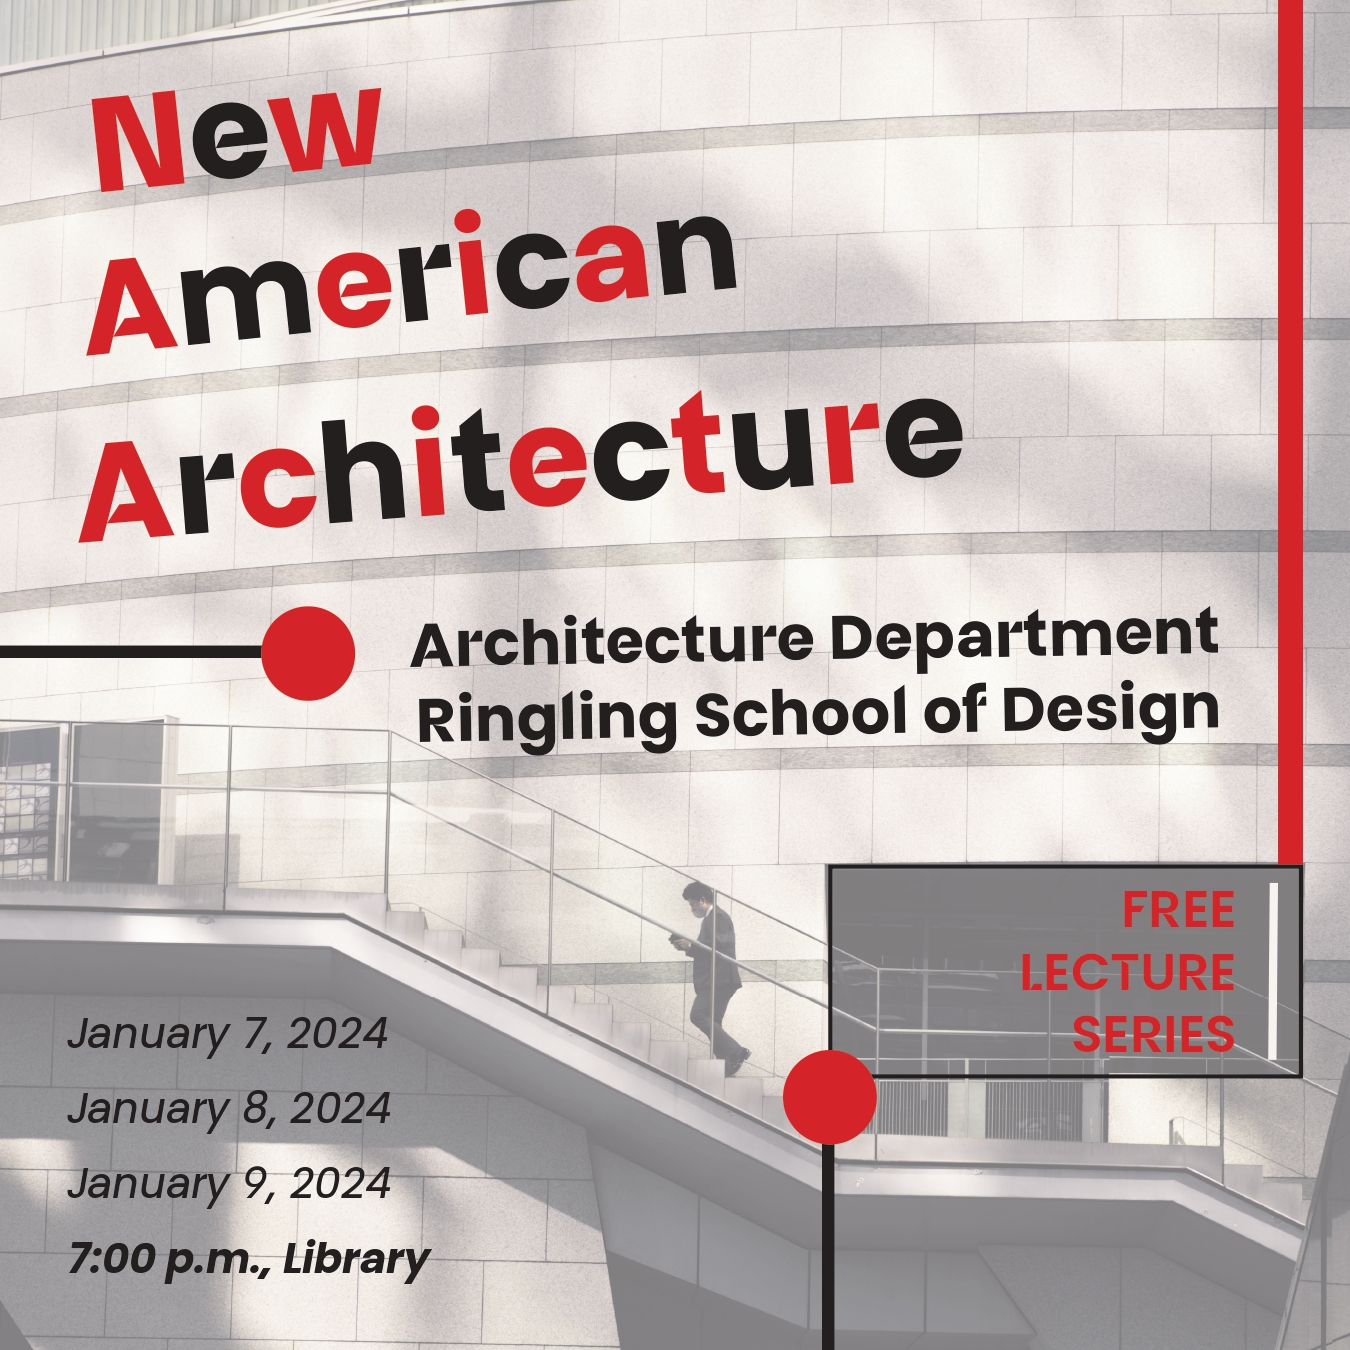 New
American
Architecture
Architecture Department
Ringling School of Design
FREE
LECTURE
SERIES
January 7, 2024
January 8, 2024
January 9, 2024
7:00 p.m., Library